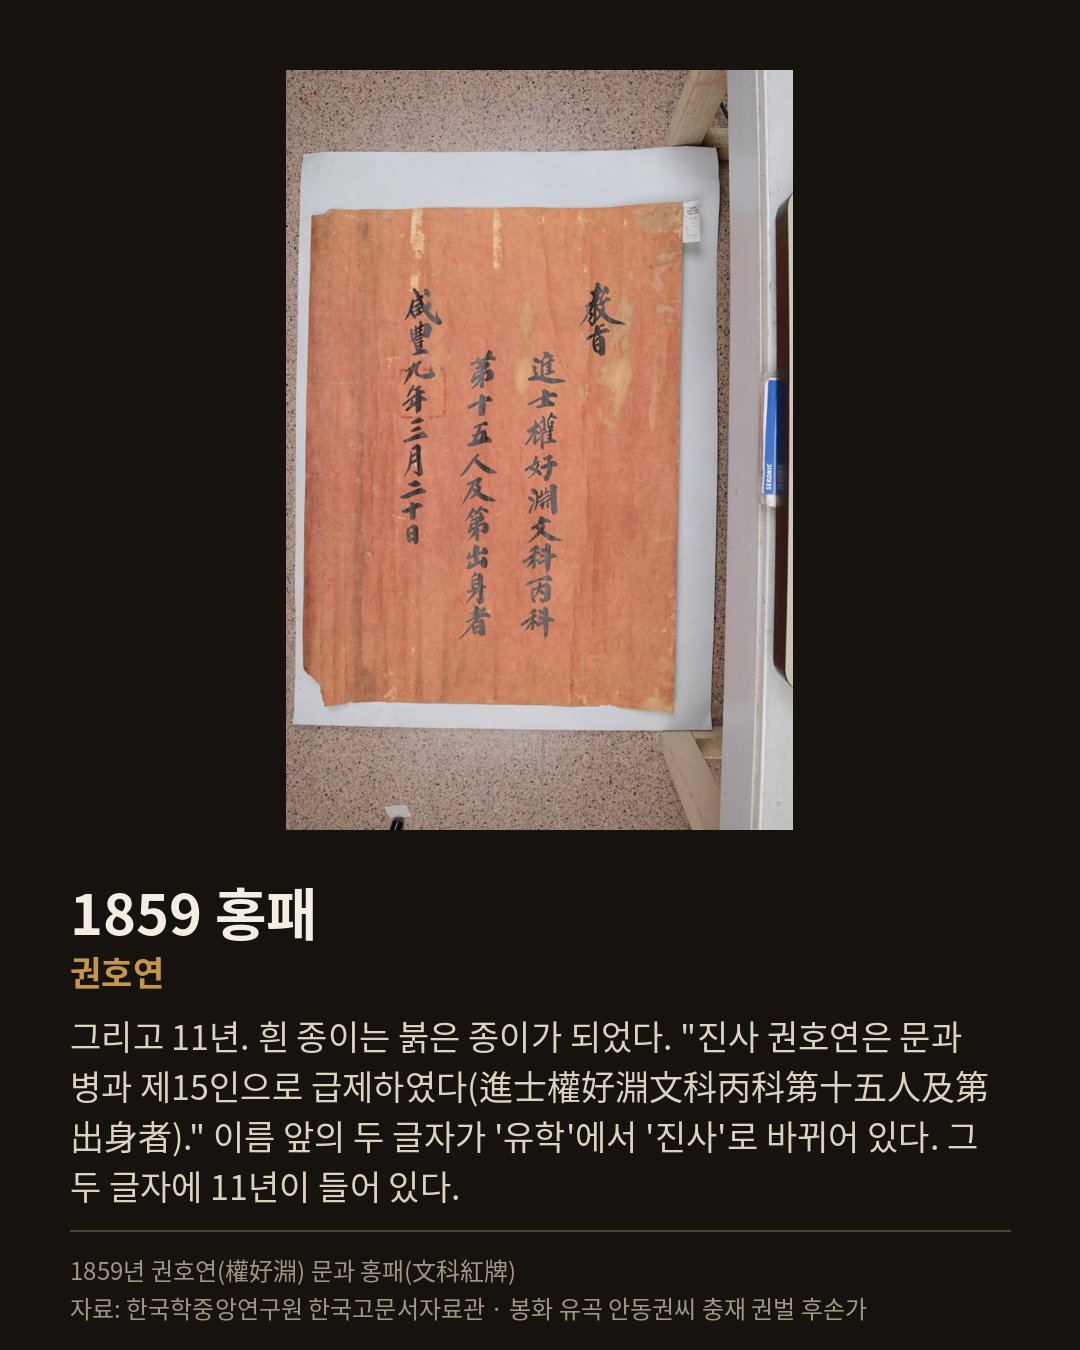 敎旨
進士權好淵文科丙科
第十五人及第出身者
咸豐九年三月二十日
SEKONIC
1859 홍패
권호연
그리고 11년. 흰 종이는 붉은 종이가 되었다. "진사 권호연은 문과
병과 제15인으로 급제하였다(進士權好淵文科丙科第十五人及第
出身者)." 이름 앞의 두 글자가 '유학'에서 '진사'로 바뀌어 있다. 그
두 글자에 11년이 들어 있다.
1859년 권호연(權好淵) 문과 홍패(文科紅牌)
자료: 한국학중앙연구원 한국고문서자료관 · 봉화 유곡 안동권씨 충재 권벌 후손가